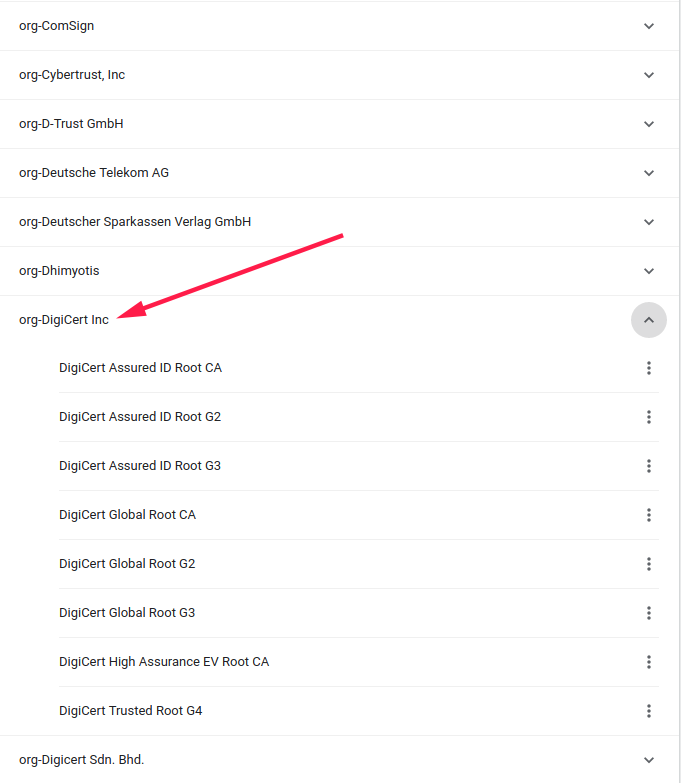 org-ComSign
org-Cybertrust, Inc
org-D-Trust GmbH
org-Deutsche Telekom AG
org-Deutscher Sparkassen Verlag GmbH
org-Dhimyotis
org-DigiCert Inc
DigiCert Assured ID Root CA
DigiCert Assured ID Root G2
DigiCert Assured ID Root G3
DigiCert Global Root CA
DigiCert Global Root G2
DigiCert Global Root G3
DigiCert High Assurance EV Root CA
DigiCert Trusted Root G4
org-Digicert Sdn. Bhd.